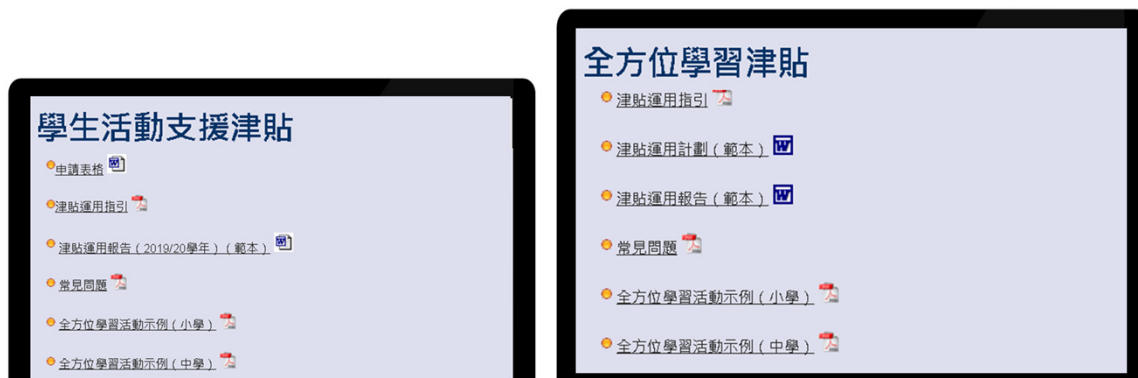 學生活動支援津貼
申請表格
津貼運用指引
津貼運用報告（2019/20學年）（範本）
常見問題
全方位學習活動示例（小學）
全方位學習活動示例（中學）
全方位學習津貼
津貼運用指引
津貼運用計劃（範本）
津貼運用報告（範本）
常見問題
全方位學習活動示例（小學）
全方位學習活動示例（中學）